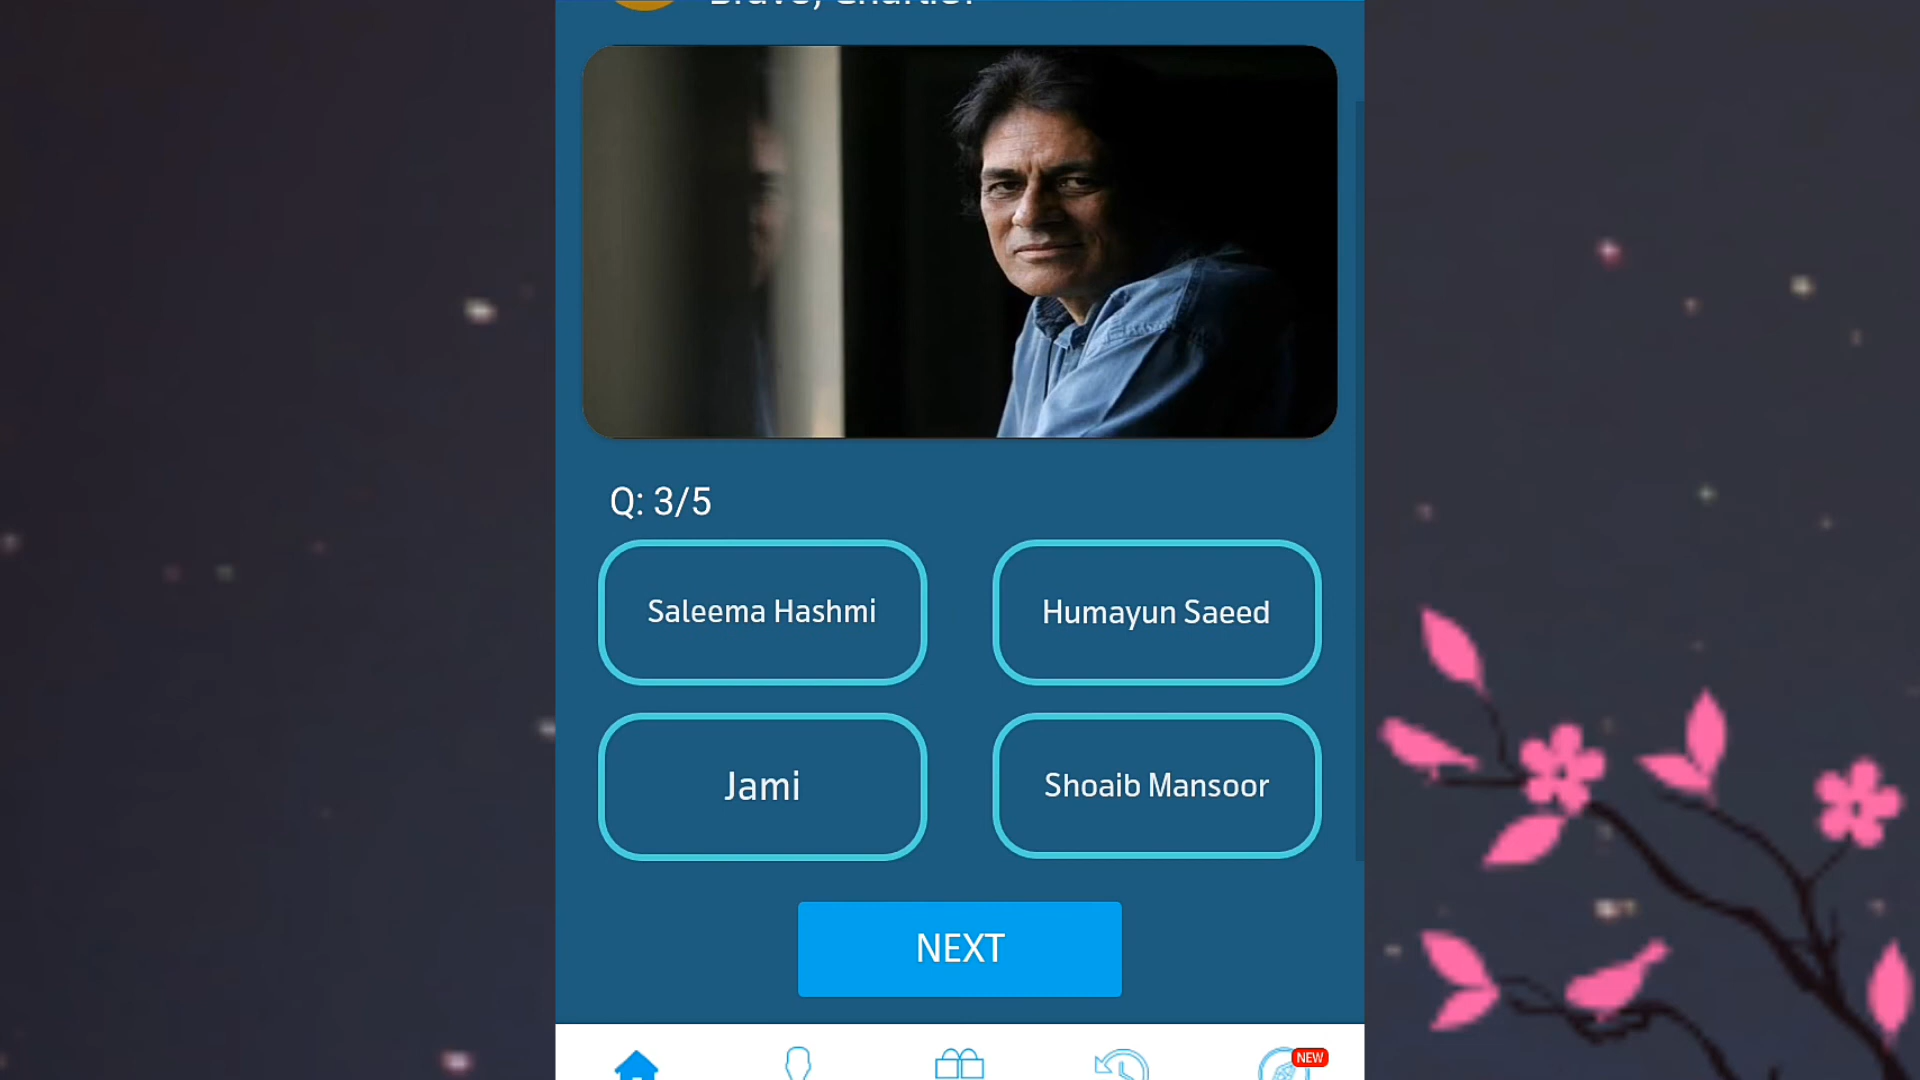 Q: 3/5
Saleema Hashmi
Humayun Saeed
Jami
Shoaib Mansoor
NEXT
NEW